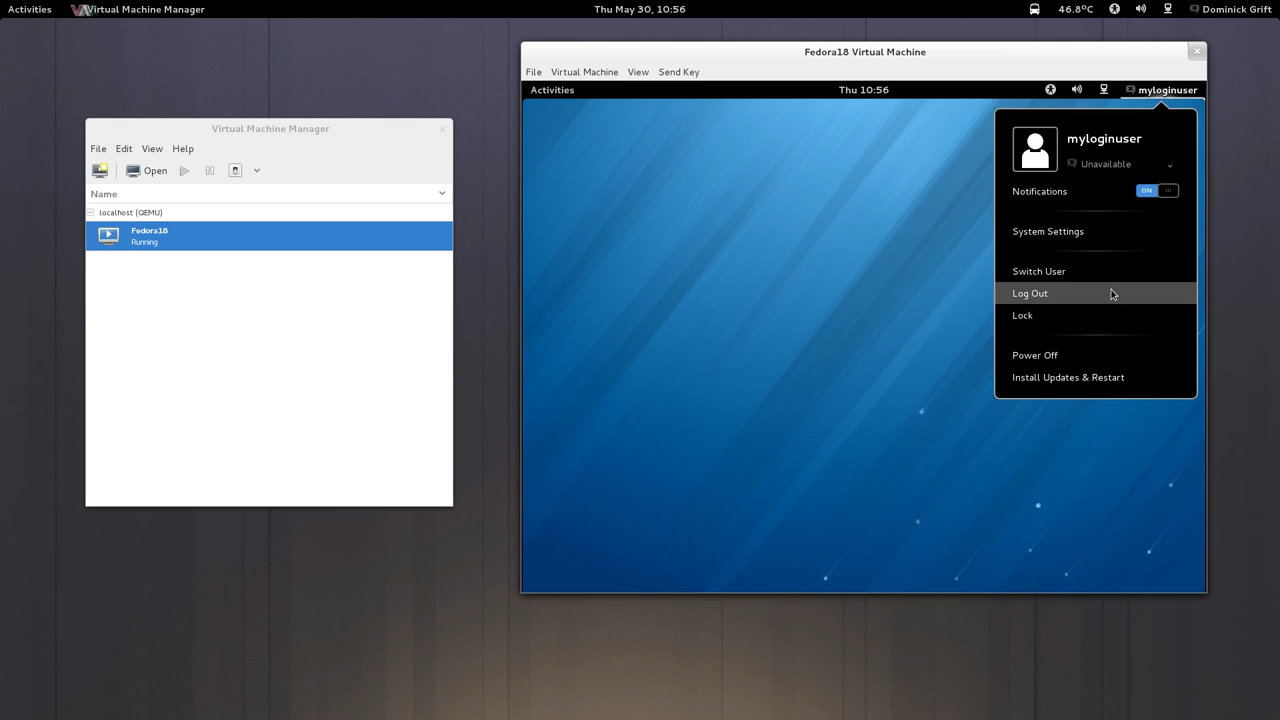 Activities Virtual Machine Manager Thu May 30, 10:56 46.8°C Dominick Grift
Virtual Machine Manager
File Edit View Help
Open
Name
localhost (QEMU)
Fedora18
Running
Fedora18 Virtual Machine
File Virtual Machine View Send Key
Activities Thu 10:56 myloginuser
myloginuser
Unavailable
Notifications ON
System Settings
Switch User
Log Out
Lock
Power Off
Install Updates & Restart